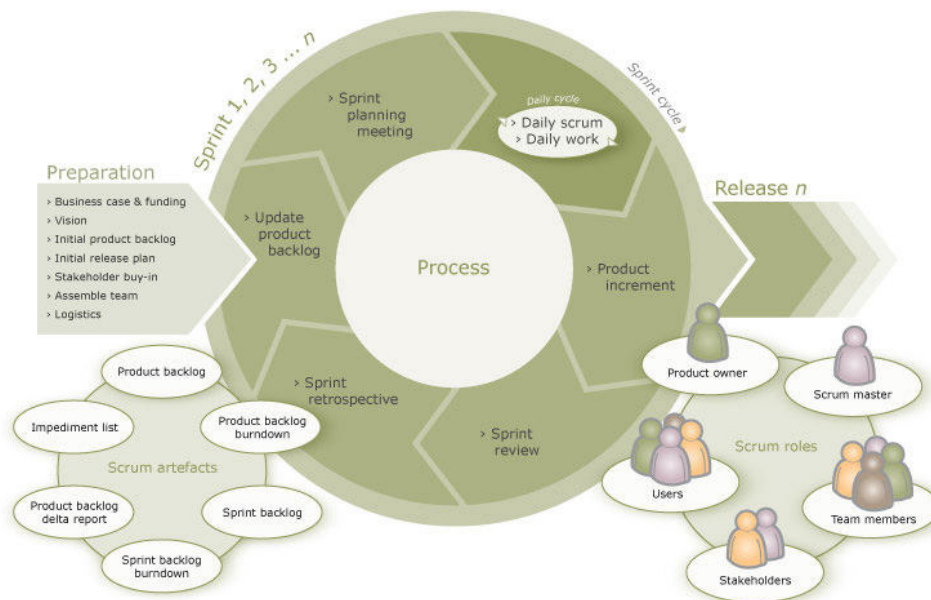 Sprint 1, 2, 3 ... n
Sprint cycle
Preparation
› Business case & funding
› Vision
› Initial product backlog
› Initial release plan
› Stakeholder buy-in
› Assemble team
› Logistics
› Sprint
planning
meeting
Daily cycle
› Daily scrum
› Daily work
› Update
product
backlog
Process
› Product
increment
› Sprint
retrospective
› Sprint
review
Release n
Scrum artefacts
Product backlog
Product backlog
burndown
Sprint backlog
Sprint backlog
burndown
Product backlog
delta report
Impediment list
Scrum roles
Product owner
Scrum master
Team members
Stakeholders
Users